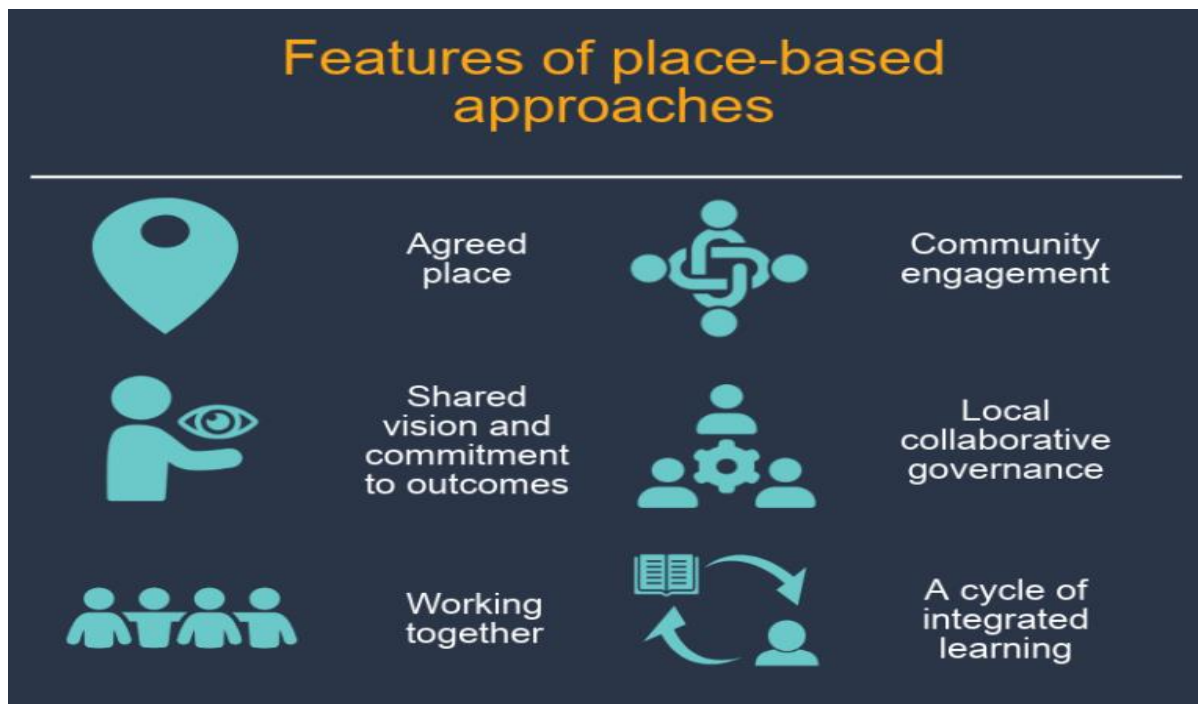 Features of place-based
approaches
Agreed
place
Community
engagement
Shared
vision and
commitment
to outcomes
Local
collaborative
governance
Working
together
A cycle of
integrated
learning